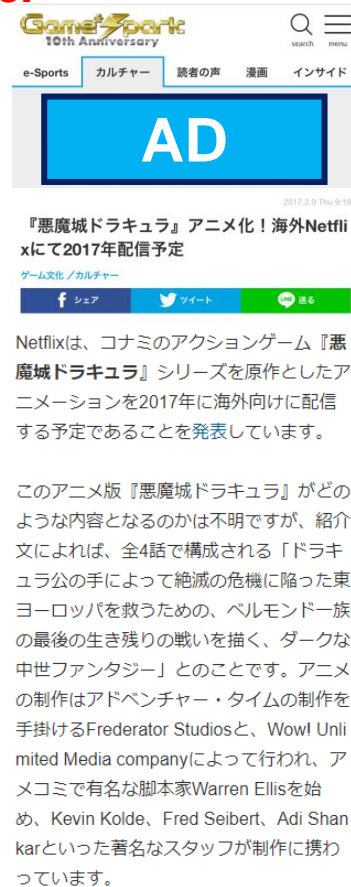 Game*Spark
10th Anniversary
search
menu
e-Sports
カルチャー
読者の声
漫画
インサイド
AD
2017.2.9 Thu 9:19
『悪魔城ドラキュラ』アニメ化！海外Netfli
xにて2017年配信予定
ゲーム文化 / カルチャー
f シェア
ツイート
LINE 送る
Netflixは、コナミのアクションゲーム『悪
魔城ドラキュラ』シリーズを原作としたア
ニメーションを2017年に海外向けに配信
する予定であることを発表しています。
このアニメ版『悪魔城ドラキュラ』がどの
ような内容となるのかは不明ですが、紹介
文によれば、全4話で構成される「ドラキ
ュラ公の手によって絶滅の危機に陥った東
ヨーロッパを救うための、ベルモンド一族
の最後の生き残りの戦いを描く、ダークな
中世ファンタジー」とのことです。アニメ
の制作はアドベンチャー・タイムの制作を
手掛けるFrederator Studiosと、Wow! Unli
mited Media companyによって行われ、ア
メコミで有名な脚本家Warren Ellisを始
め、Kevin Kolde、Fred Seibert、Adi Shan
karといった著名なスタッフが制作に携わ
っています。